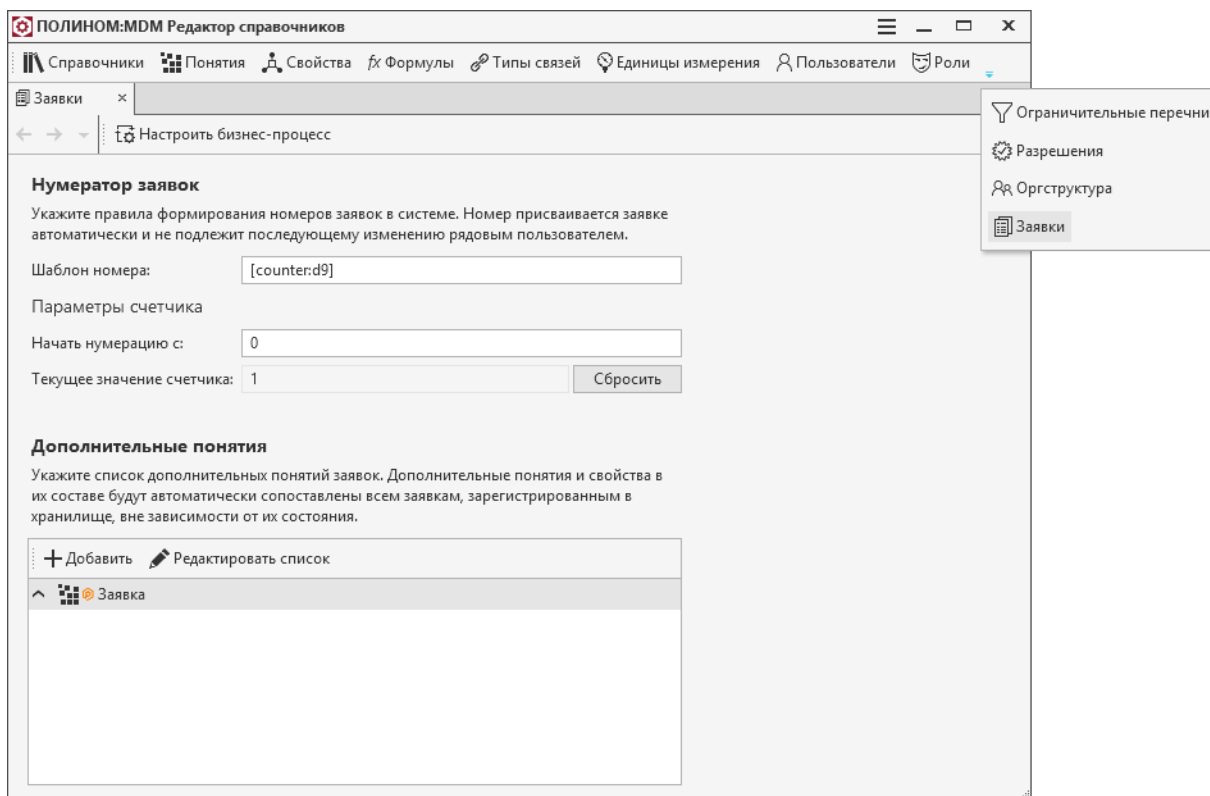 ПОЛИНОМ:MDM Редактор справочников
Справочники Понятия Свойства fx Формулы Типы связей Единицы измерения Пользователи Роли
Заявки
Настроить бизнес-процесс
Ограничительные перечни
Разрешения
Оргструктура
Заявки
Нумератор заявок
Укажите правила формирования номеров заявок в системе. Номер присваивается заявке
автоматически и не подлежит последующему изменению рядовым пользователем.
Шаблон номера: [counter:d9]
Параметры счетчика
Начать нумерацию с: 0
Текущее значение счетчика: 1 Сбросить
Дополнительные понятия
Укажите список дополнительных понятий заявок. Дополнительные понятия и свойства в
их составе будут автоматически сопоставлены всем заявкам, зарегистрированным в
хранилище, вне зависимости от их состояния.
Добавить Редактировать список
Заявка